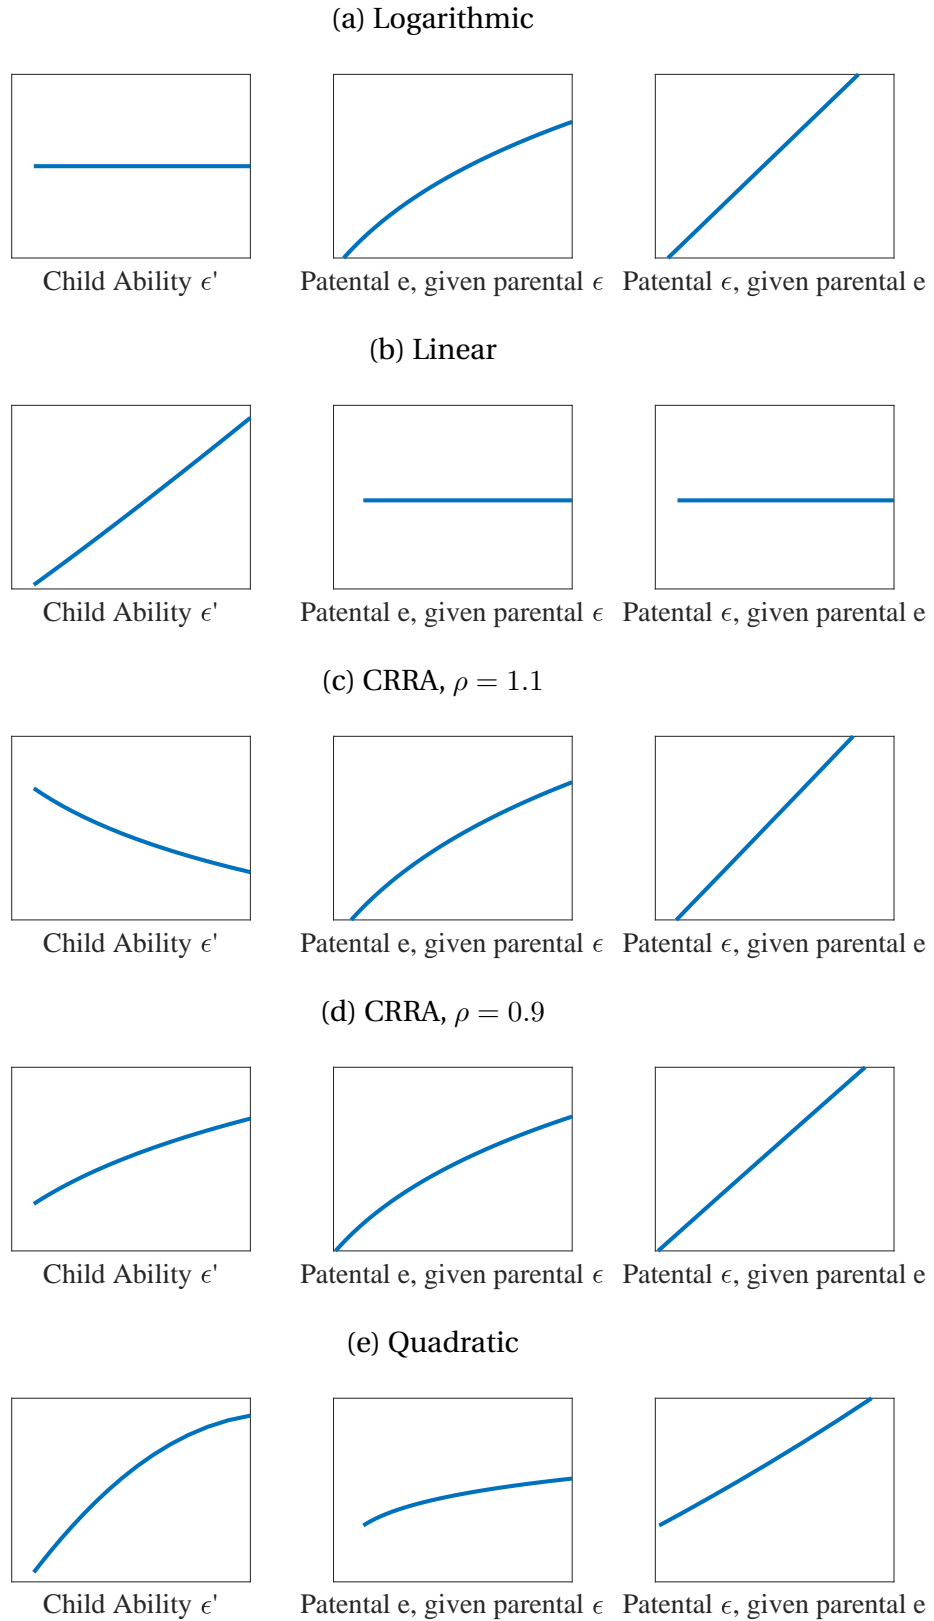 (a) Logarithmic
Child Ability ϵ' Patental e, given parental ϵ Patental ϵ, given parental e
(b) Linear
Child Ability ϵ' Patental e, given parental ϵ Patental ϵ, given parental e
(c) CRRA, ρ = 1.1
Child Ability ϵ' Patental e, given parental ϵ Patental ϵ, given parental e
(d) CRRA, ρ = 0.9
Child Ability ϵ' Patental e, given parental ϵ Patental ϵ, given parental e
(e) Quadratic
Child Ability ϵ' Patental e, given parental ϵ Patental ϵ, given parental e